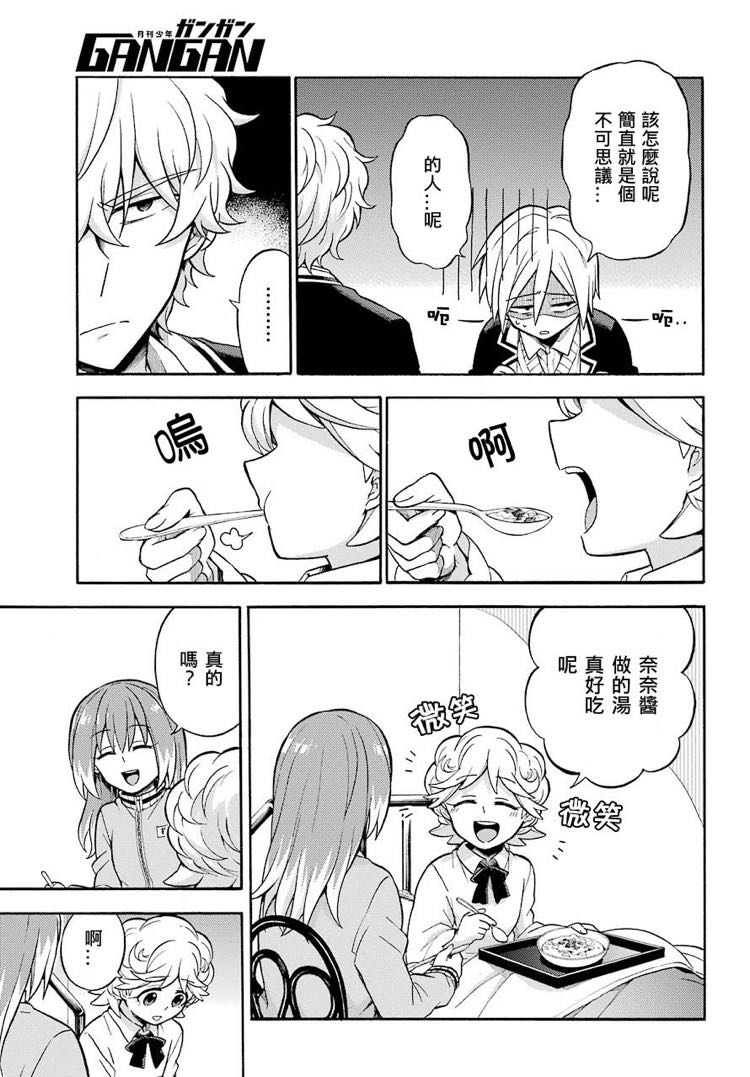 月刊少年
ガンガン
GANGAN
該怎麼說呢
簡直就是個
不可思議…
的人…呢
呃
呃..
………
啊
嗚
奈奈醬
做的湯
真好吃
呢
微笑
微笑
真的
嗎?
啊…